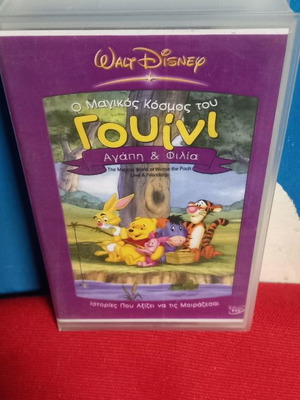 WALT DISNEY
Ο Μαγικός Κόσμος του
Γουίνι
Αγάπη & Φιλία
The Magical World of Winnie the Pooh
Love & Friendship
Ιστορίες Που Αξίζει να τις Μοιράζεσαι
DVD